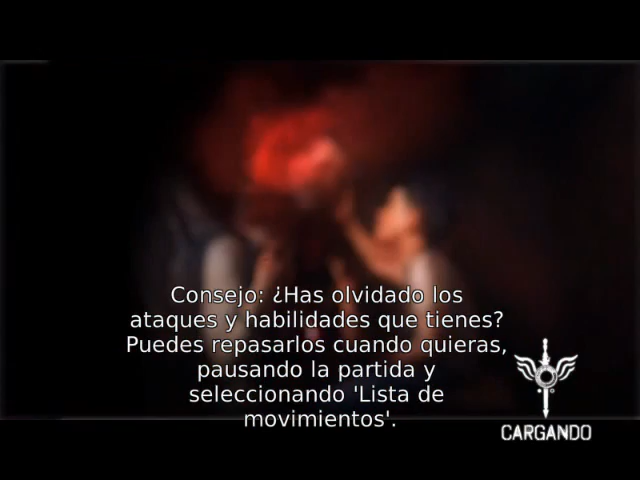 Consejo: ¿Has olvidado los
ataques y habilidades que tienes?
Puedes repasarlos cuando quieras,
pausando la partida y
seleccionando 'Lista de
movimientos'.
CARGANDO